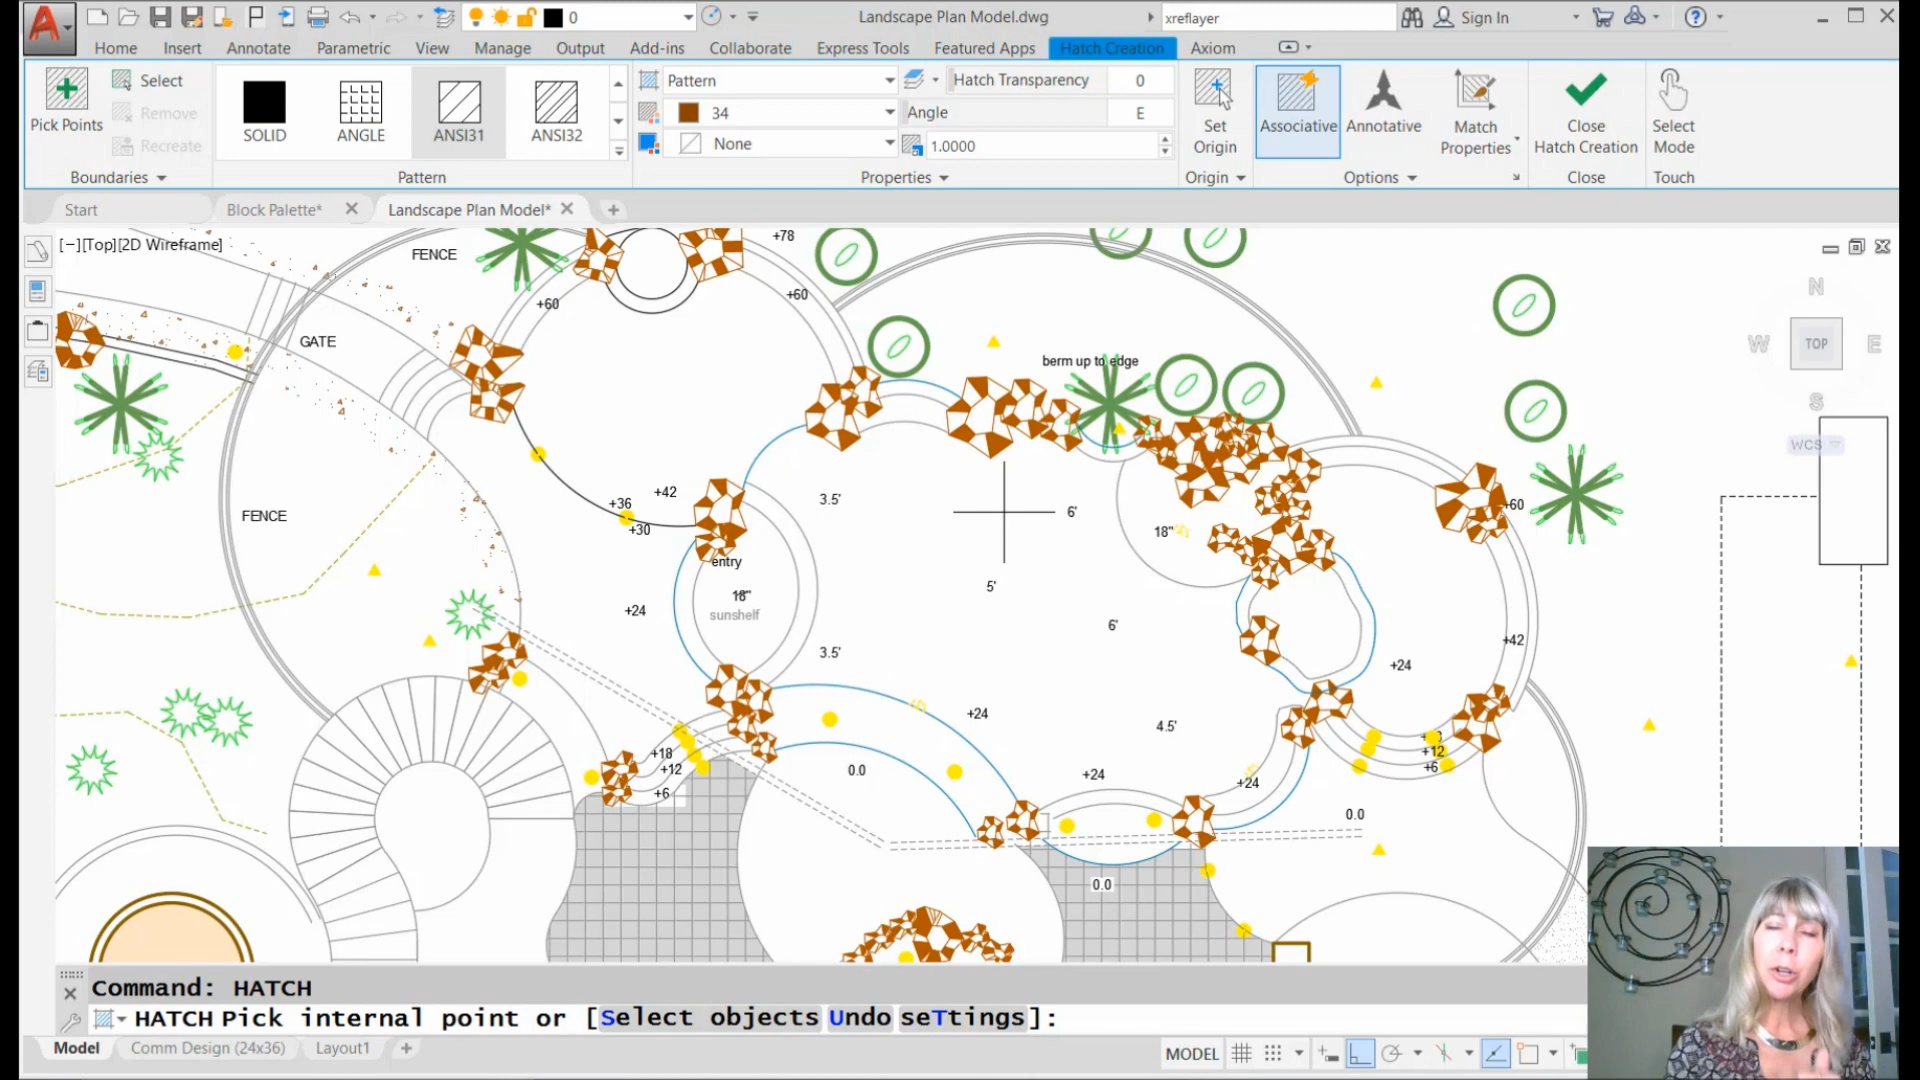 A
0
Landscape Plan Model.dwg
xreflayer
Sign In
Home
Insert
Annotate
Parametric
View
Manage
Output
Add-ins
Collaborate
Express Tools
Featured Apps
Hatch Creation
Axiom
Pick Points
Select
Remove
Recreate
Boundaries
SOLID
ANGLE
ANSI31
ANSI32
Pattern
Pattern
34
None
Hatch Transparency
0
Angle
E
1.0000
Properties
Set
Origin
Origin
Associative
Annotative
Match
Properties
Options
Close
Hatch Creation
Close
Select
Mode
Touch
Start
Block Palette*
Landscape Plan Model*
[−][Top][2D Wireframe]
FENCE
+78
+60
+60
GATE
berm up to edge
N
W
TOP
E
S
WCS
FENCE
+42
+36
+30
3.5'
6'
18"
+60
entry
18"
sunshelf
5'
+24
6'
3.5'
+42
+24
+24
4.5'
+18
+12
+6
0.0
+24
+24
+12
+6
0.0
0.0
Command: HATCH
HATCH Pick internal point or [Select objects Undo seTtings]:
Model
Comm Design (24x36)
Layout1
MODEL